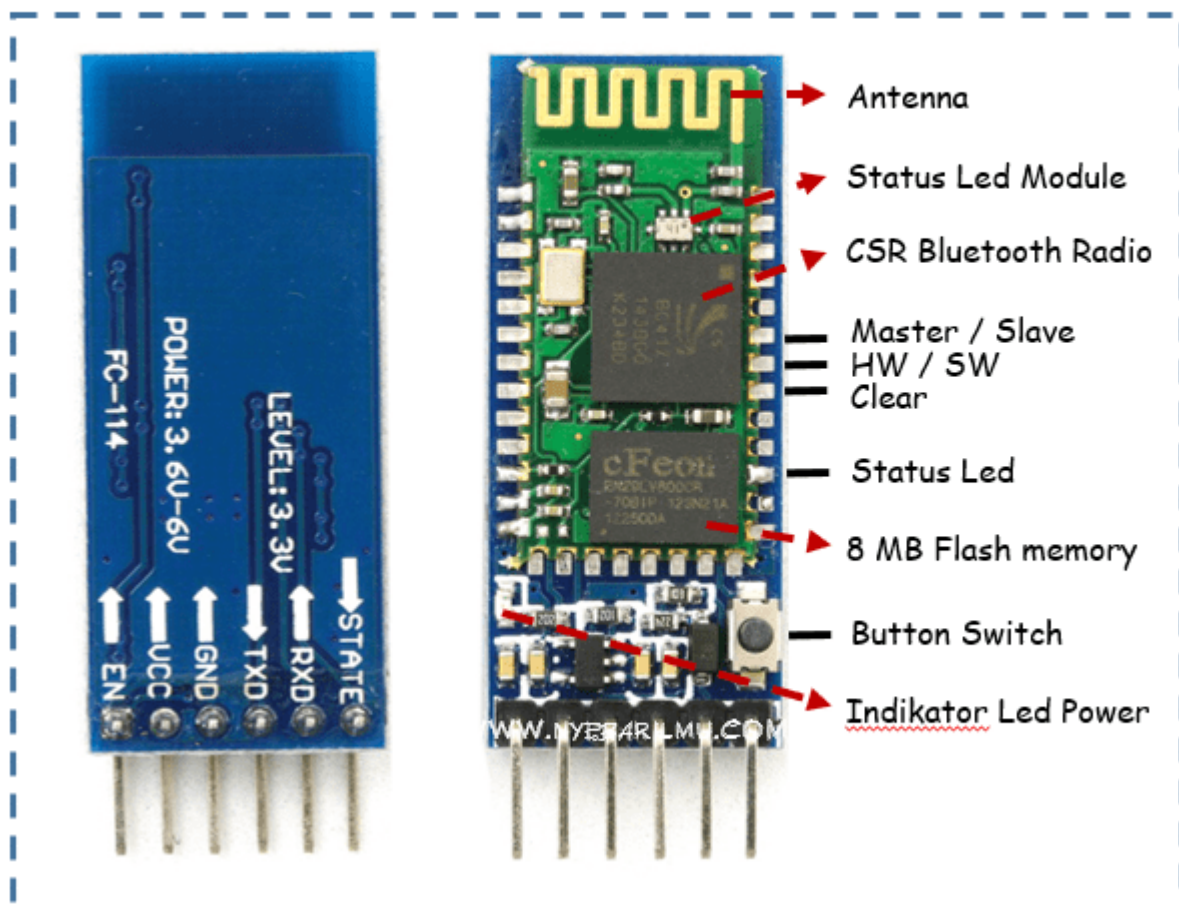 FC-114
POWER: 3.6V-6V
LEVEL: 3.3V
EN
VCC
GND
TXD
RXD
STATE
Antenna
Status Led Module
CSR Bluetooth Radio
Master / Slave
HW / SW
Clear
Status Led
8 MB Flash memory
Button Switch
Indikator Led Power
cFeon
202
102
WWW.NYEBARILMU.COM